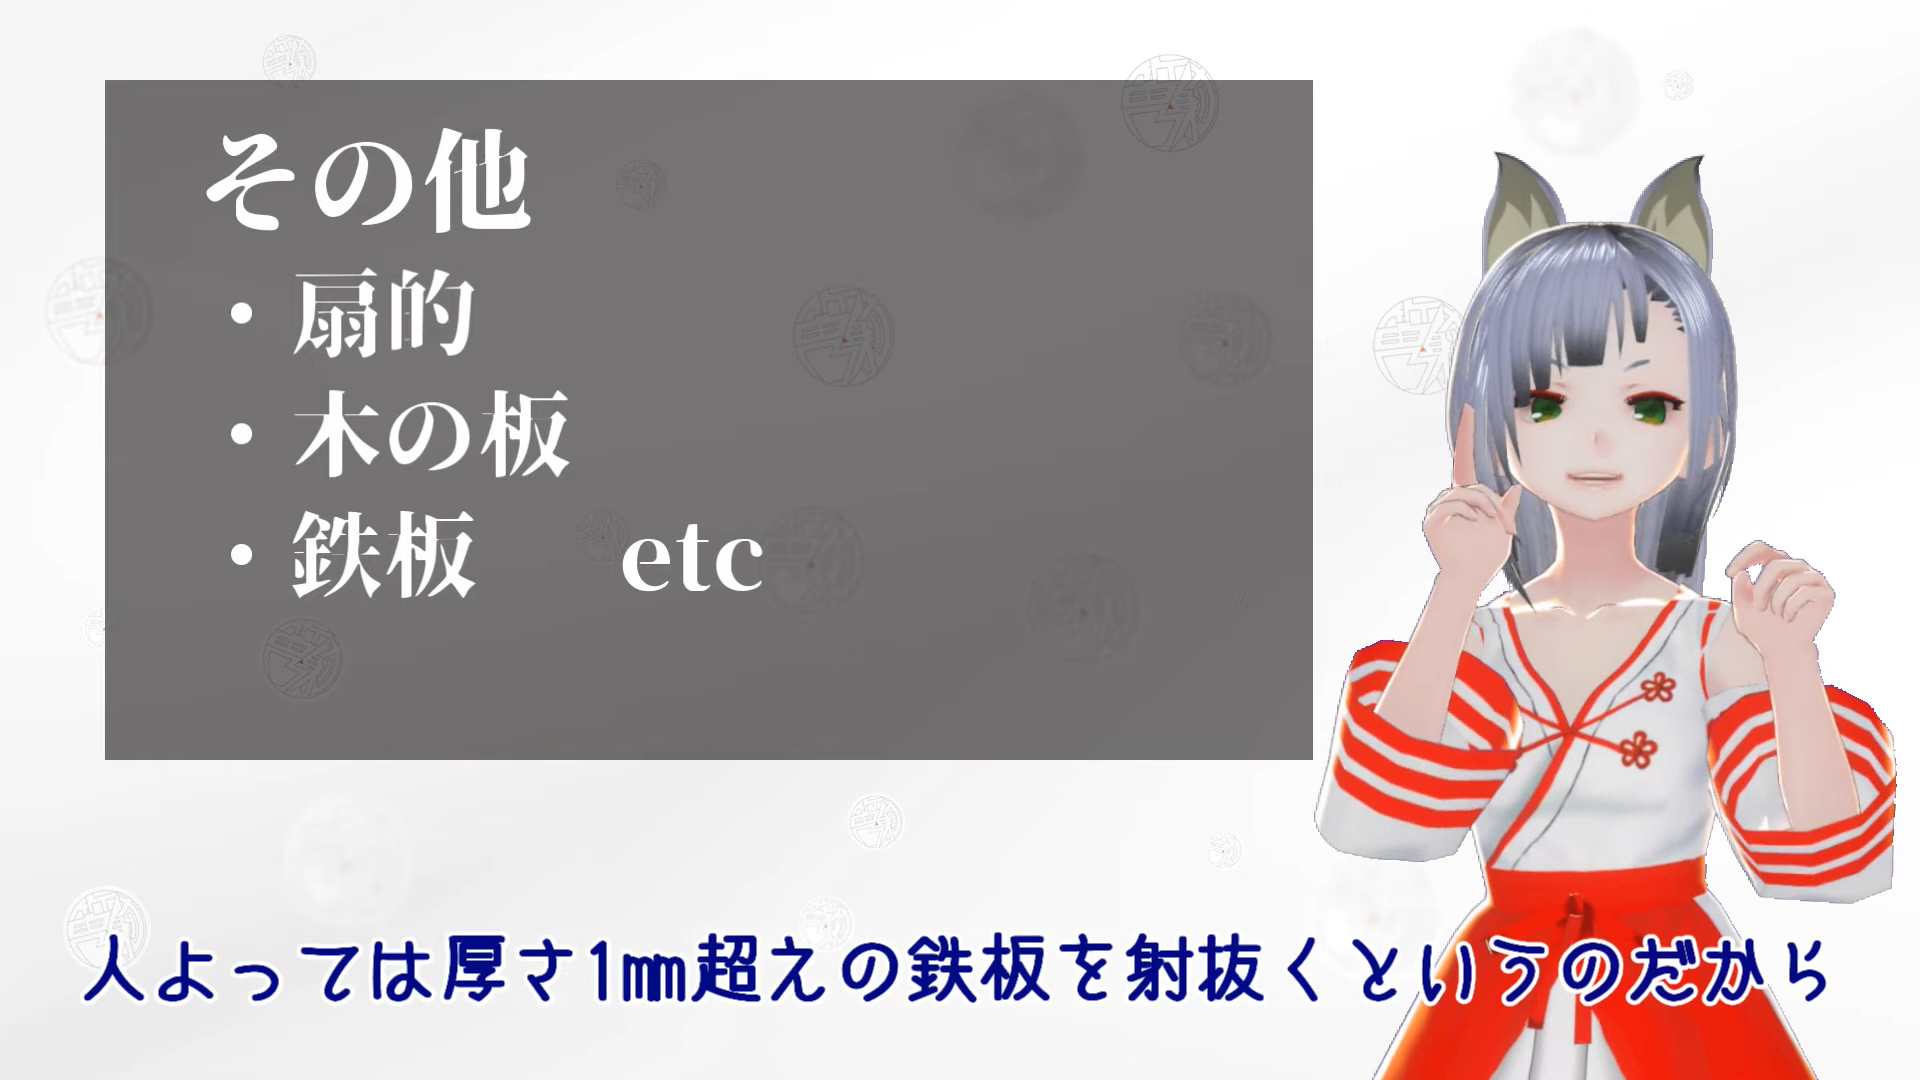 その他
・扇的
・木の板
・鉄板 etc
人よっては厚さ1㎜超えの鉄板を射抜くというのだから